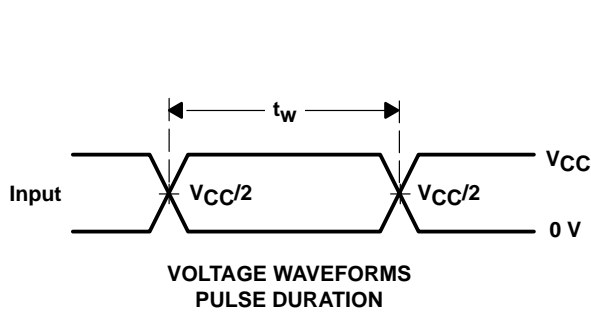 tw
VCC
Input
VCC/2
VCC/2
0 V
VOLTAGE WAVEFORMS
PULSE DURATION